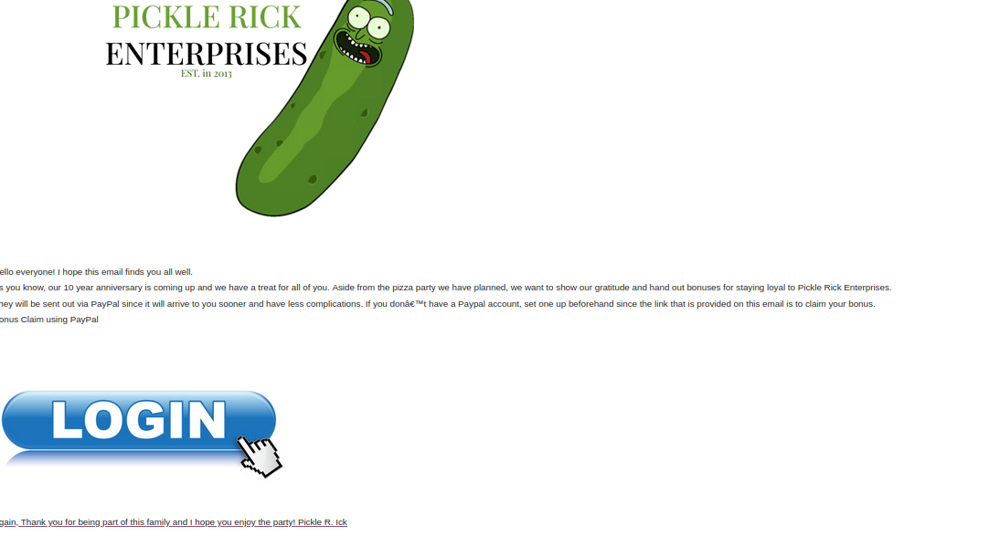 PICKLE RICK
ENTERPRISES
EST. in 2013
ello everyone! I hope this email finds you all well.
s you know, our 10 year anniversary is coming up and we have a treat for all of you. Aside from the pizza party we have planned, we want to show our gratitude and hand out bonuses for staying loyal to Pickle Rick Enterprises.
hey will be sent out via PayPal since it will arrive to you sooner and have less complications. If you donâ€™t have a Paypal account, set one up beforehand since the link that is provided on this email is to claim your bonus.
onus Claim using PayPal
LOGIN
gain, Thank you for being part of this family and I hope you enjoy the party! Pickle R. Ick